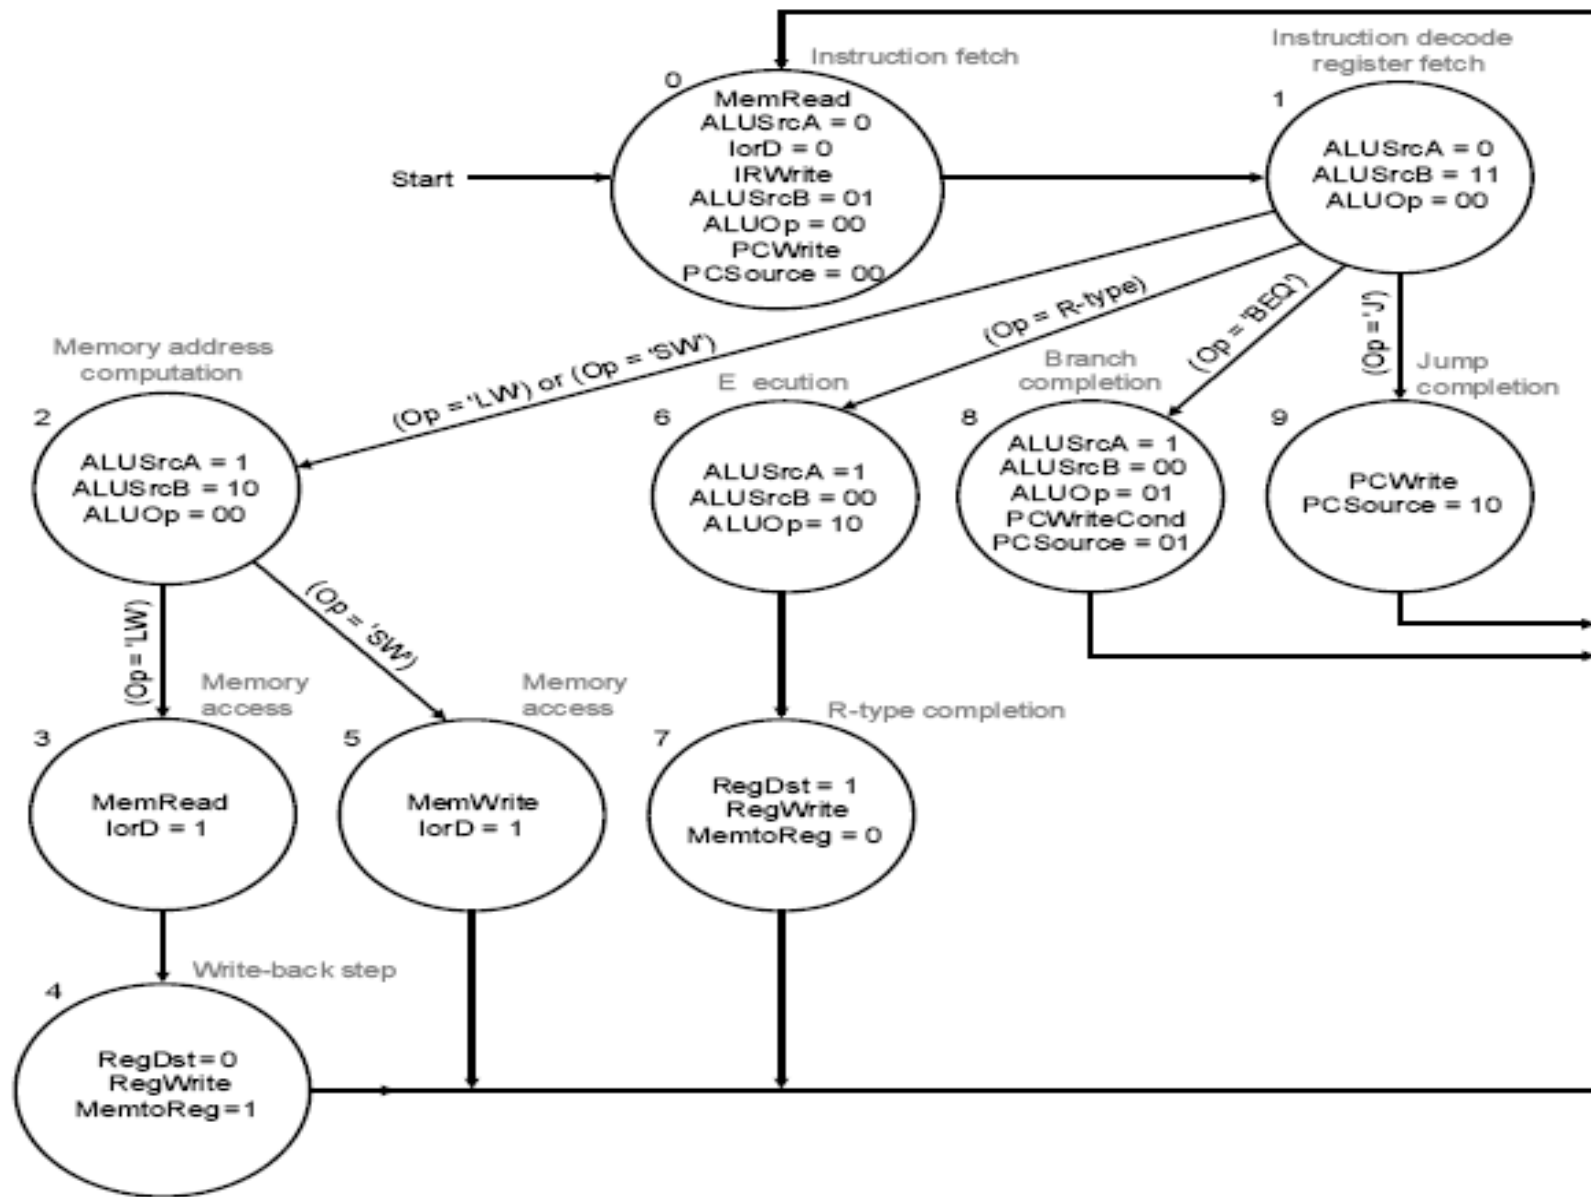 Instruction fetch
0
MemRead
ALUSrcA = 0
IorD = 0
IRWrite
ALUSrcB = 01
ALUOp = 00
PCWrite
PCSource = 00
Start
Instruction decode
register fetch
1
ALUSrcA = 0
ALUSrcB = 11
ALUOp = 00
(Op = 'LW') or (Op = 'SW')
(Op = R-type)
(Op = 'BEQ')
(Op = 'J')
Memory address
computation
2
ALUSrcA = 1
ALUSrcB = 10
ALUOp = 00
E ecution
6
ALUSrcA =1
ALUSrcB = 00
ALUOp= 10
Branch
completion
8
ALUSrcA = 1
ALUSrcB = 00
ALUOp = 01
PCWriteCond
PCSource = 01
Jump
completion
9
PCWrite
PCSource = 10
(Op = 'LW')
(Op = 'SW')
Memory
access
3
MemRead
IorD = 1
Memory
access
5
MemWrite
IorD = 1
R-type completion
7
RegDst = 1
RegWrite
MemtoReg = 0
Write-back step
4
RegDst=0
RegWrite
MemtoReg=1